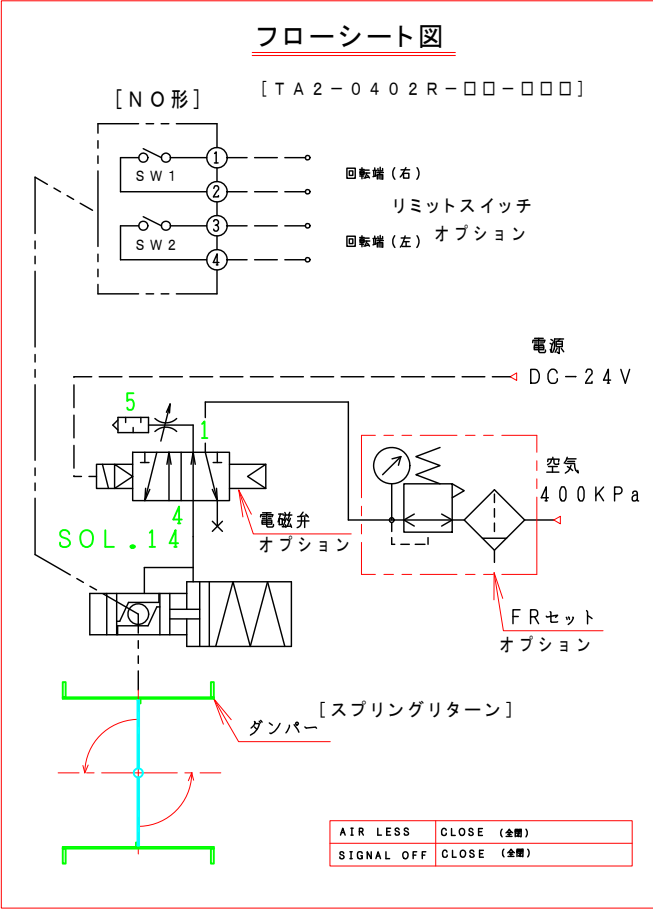 フローシート図
[TA2-0402R-□□-□□□]
[NO形]
1
SW1
2
3
SW2
4
回転端(右)
リミットスイッチ
オプション
回転端(左)
電源
DC-24V
5
1
空気
400KPa
4
SOL.14
電磁弁
オプション
FRセット
オプション
[スプリングリターン]
ダンパー
AIR LESS CLOSE (全閉)
SIGNAL OFF CLOSE (全閉)